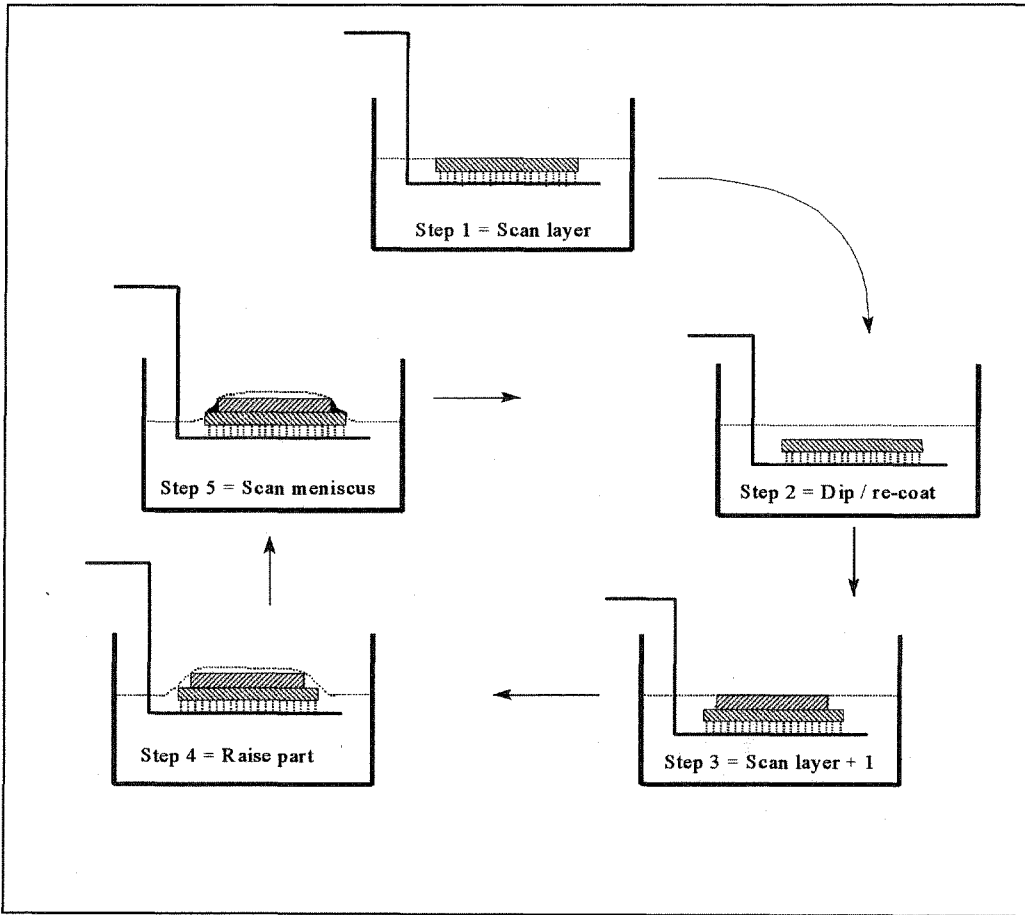 Step 1 = Scan layer
Step 2 = Dip / re-coat
Step 3 = Scan layer + 1
Step 4 = Raise part
Step 5 = Scan meniscus